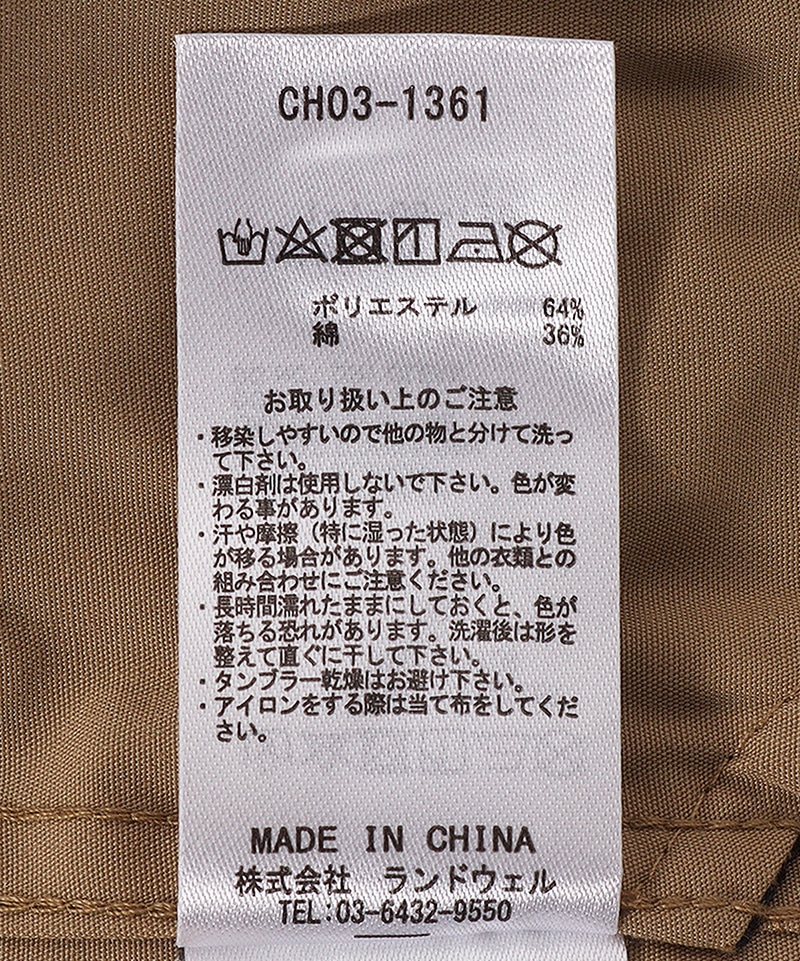 CH03-1361
ポリエステル 64%
綿 36%
お取り扱い上のご注意
・移染しやすいので他の物と分けて洗っ
て下さい。
・漂白剤は使用しないで下さい。色が変
わる事があります。
・汗や摩擦（特に湿った状態）により色
が移る場合があります。他の衣類との
組み合わせにご注意ください。
・長時間濡れたままにしておくと、色が
落ちる恐れがあります。洗濯後は形を
整えて直ぐに干して下さい。
・タンブラー乾燥はお避け下さい。
・アイロンをする際は当て布をしてくだ
さい。
MADE IN CHINA
株式会社 ランドウェル
TEL:03-6432-9550